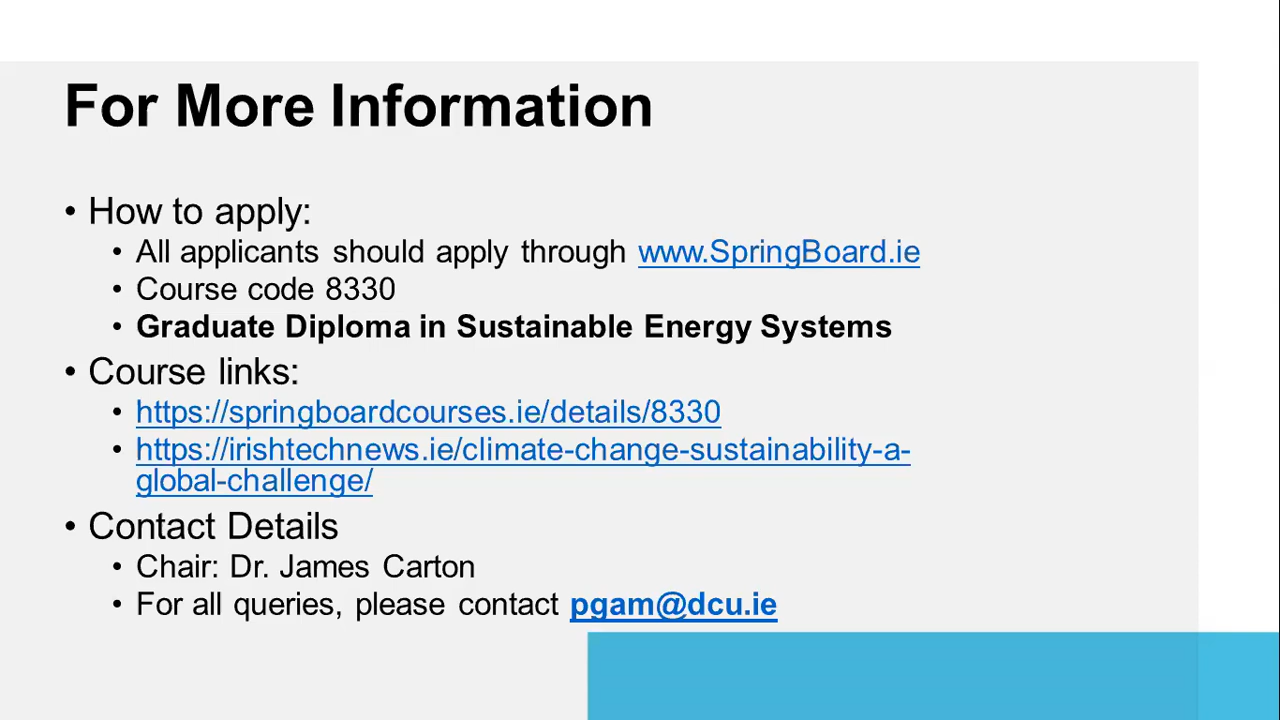 For More Information
• How to apply:
• All applicants should apply through www.SpringBoard.ie
• Course code 8330
• Graduate Diploma in Sustainable Energy Systems
• Course links:
• https://springboardcourses.ie/details/8330
• https://irishtechnews.ie/climate-change-sustainability-a-
global-challenge/
• Contact Details
• Chair: Dr. James Carton
• For all queries, please contact pgam@dcu.ie